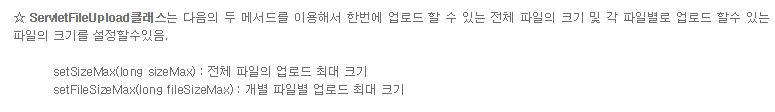 ☆ ServletFileUpload클래스는 다음의 두 메서드를 이용해서 한번에 업로드 할 수 있는 전체 파일의 크기 및 각 파일별로 업로드 할수 있는
파일의 크기를 설정할수있음.
setSizeMax(long sizeMax) : 전체 파일의 업로드 최대 크기
setFileSizeMax(long fileSizeMax) : 개별 파일별 업로드 최대 크기